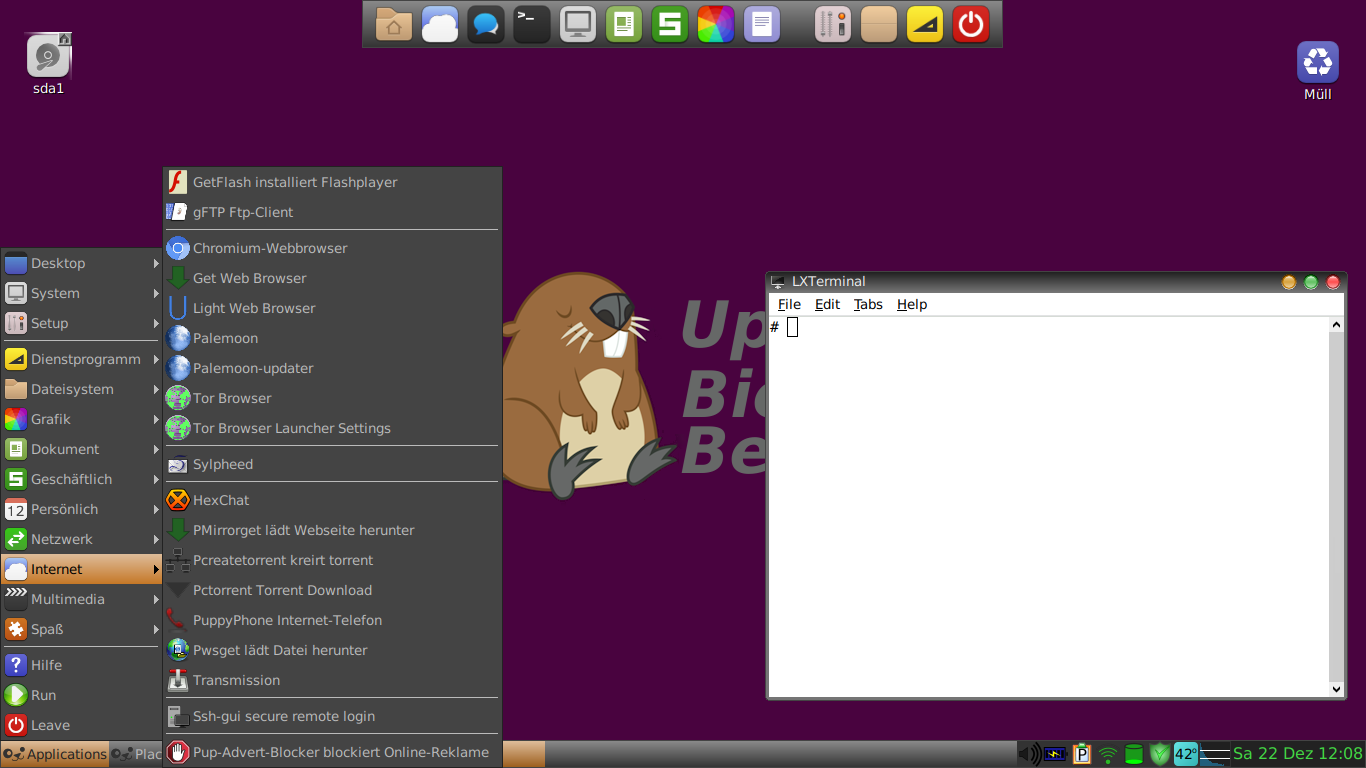 sda1
Müll
GetFlash installiert Flashplayer
gFTP Ftp-Client
Chromium-Webbrowser
Get Web Browser
Light Web Browser
Palemoon
Palemoon-updater
Tor Browser
Tor Browser Launcher Settings
Sylpheed
HexChat
PMirrorget lädt Webseite herunter
Pcreatetorrent kreirt torrent
Pctorrent Torrent Download
PuppyPhone Internet-Telefon
Pwsget lädt Datei herunter
Transmission
Ssh-gui secure remote login
Pup-Advert-Blocker blockiert Online-Reklame
Desktop
System
Setup
Dienstprogramm
Dateisystem
Grafik
Dokument
Geschäftlich
Persönlich
12
Netzwerk
Internet
Multimedia
Spaß
Hilfe
Run
Leave
Up
Bi
Be
LXTerminal
File Edit Tabs Help
#
Applications Plac
42°
Sa 22 Dez 12:08